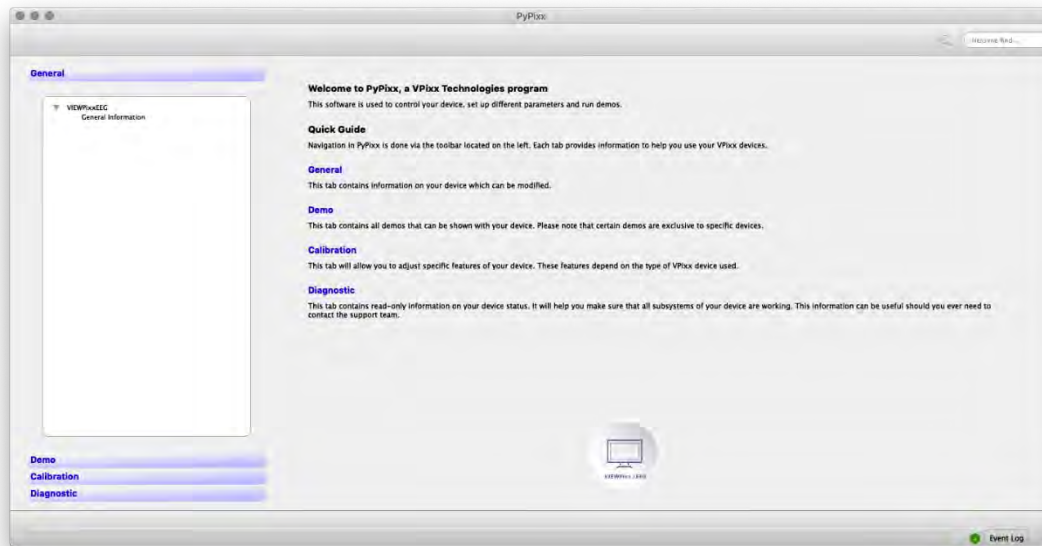 PyPixx
General
VIEWPixxEEG
General Information
Welcome to PyPixx, a VPixx Technologies program
This software is used to control your device, set up different parameters and run demos.
Quick Guide
Navigation in PyPixx is done via the toolbar located on the left. Each tab provides information to help you use your VPixx devices.
General
This tab contains information on your device which can be modified.
Demo
This tab contains all demos that can be shown with your device. Please note that certain demos are exclusive to specific devices.
Calibration
This tab will allow you to adjust specific features of your device. These features depend on the type of VPixx device used.
Diagnostic
This tab contains read-only information on your device status. It will help you make sure that all subsystems of your device are working. This information can be useful should you ever need to
contact the support team.
VIEWPixx /EEG
Demo
Calibration
Diagnostic
Event Log